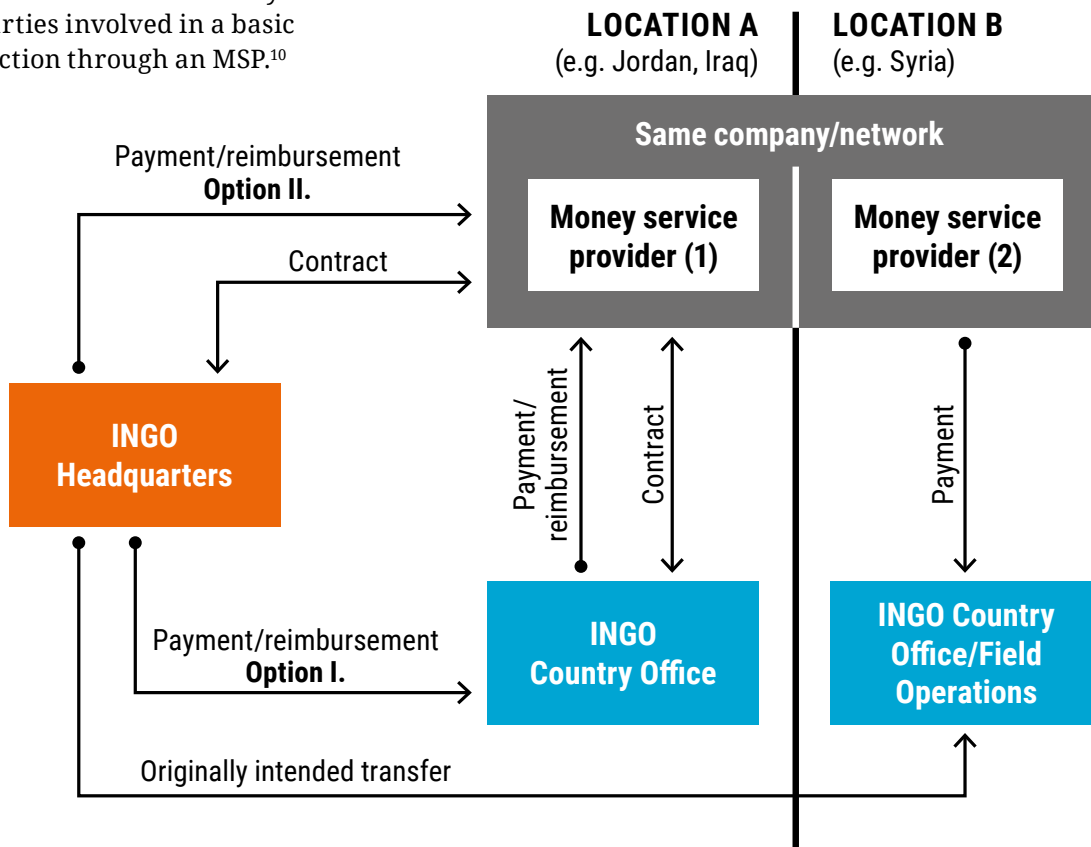 rties involved in a basic
ction through an MSP.¹⁰
LOCATION A
(e.g. Jordan, Iraq)
LOCATION B
(e.g. Syria)
Same company/network
Payment/reimbursement
Option II.
Money service
provider (1)
Money service
provider (2)
Contract
INGO
Headquarters
Payment/
reimbursement
Contract
Payment
Payment/reimbursement
Option I.
INGO
Country Office
INGO Country
Office/Field
Operations
Originally intended transfer